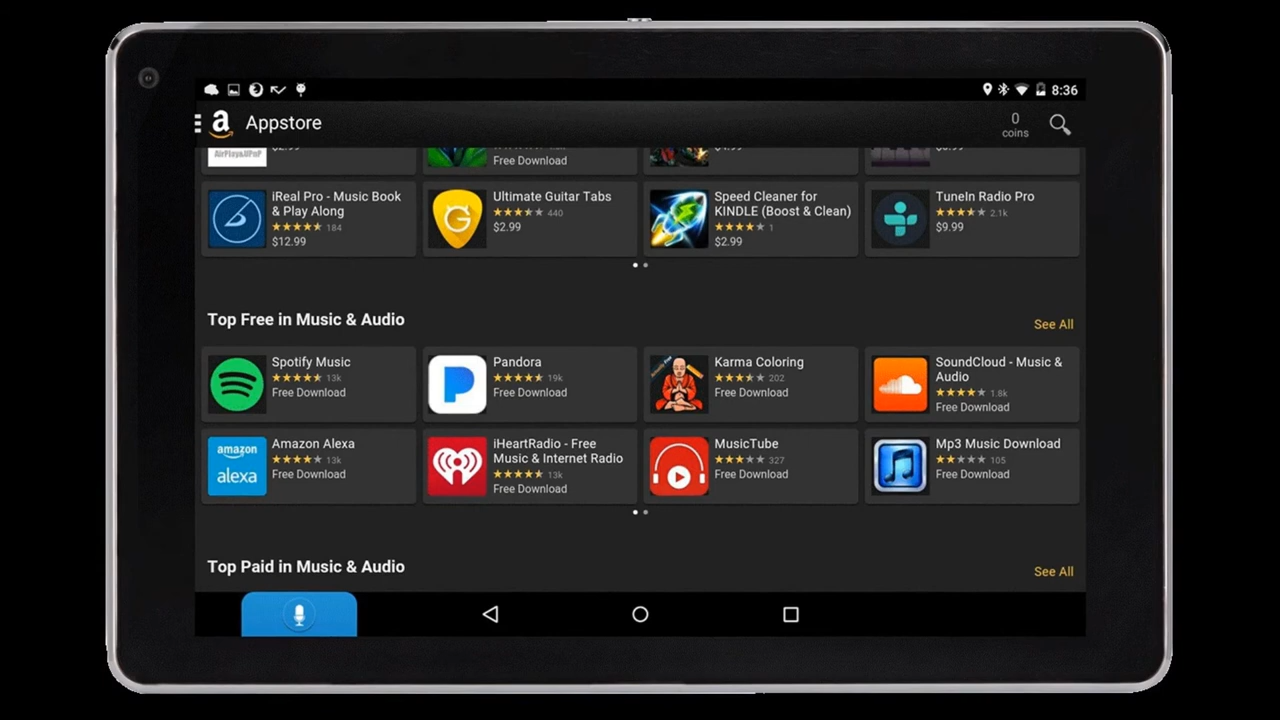 8:36
a Appstore
0
coins
AirPlay&UPnP
$2.99
Free Download
iReal Pro - Music Book
& Play Along
184
$12.99
Ultimate Guitar Tabs
440
$2.99
Speed Cleaner for
KINDLE (Boost & Clean)
1
$2.99
TuneIn Radio Pro
2.1k
$9.99
Top Free in Music & Audio
See All
Spotify Music
13k
Free Download
Pandora
19k
Free Download
Karma Coloring
202
Free Download
SoundCloud - Music &
Audio
1.8k
Free Download
amazon
alexa
Amazon Alexa
13k
Free Download
iHeartRadio - Free
Music & Internet Radio
13k
Free Download
MusicTube
327
Free Download
Mp3 Music Download
105
Free Download
Top Paid in Music & Audio
See All